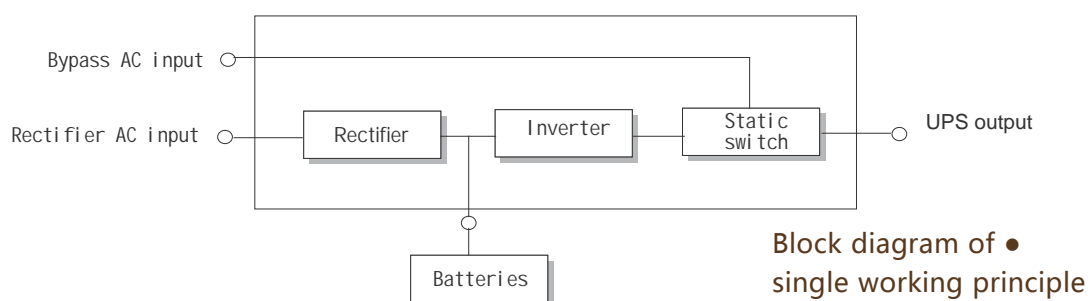 Bypass AC input
Rectifier AC input
Rectifier
Inverter
Static
switch
UPS output
Batteries
Block diagram of ●
single working principle